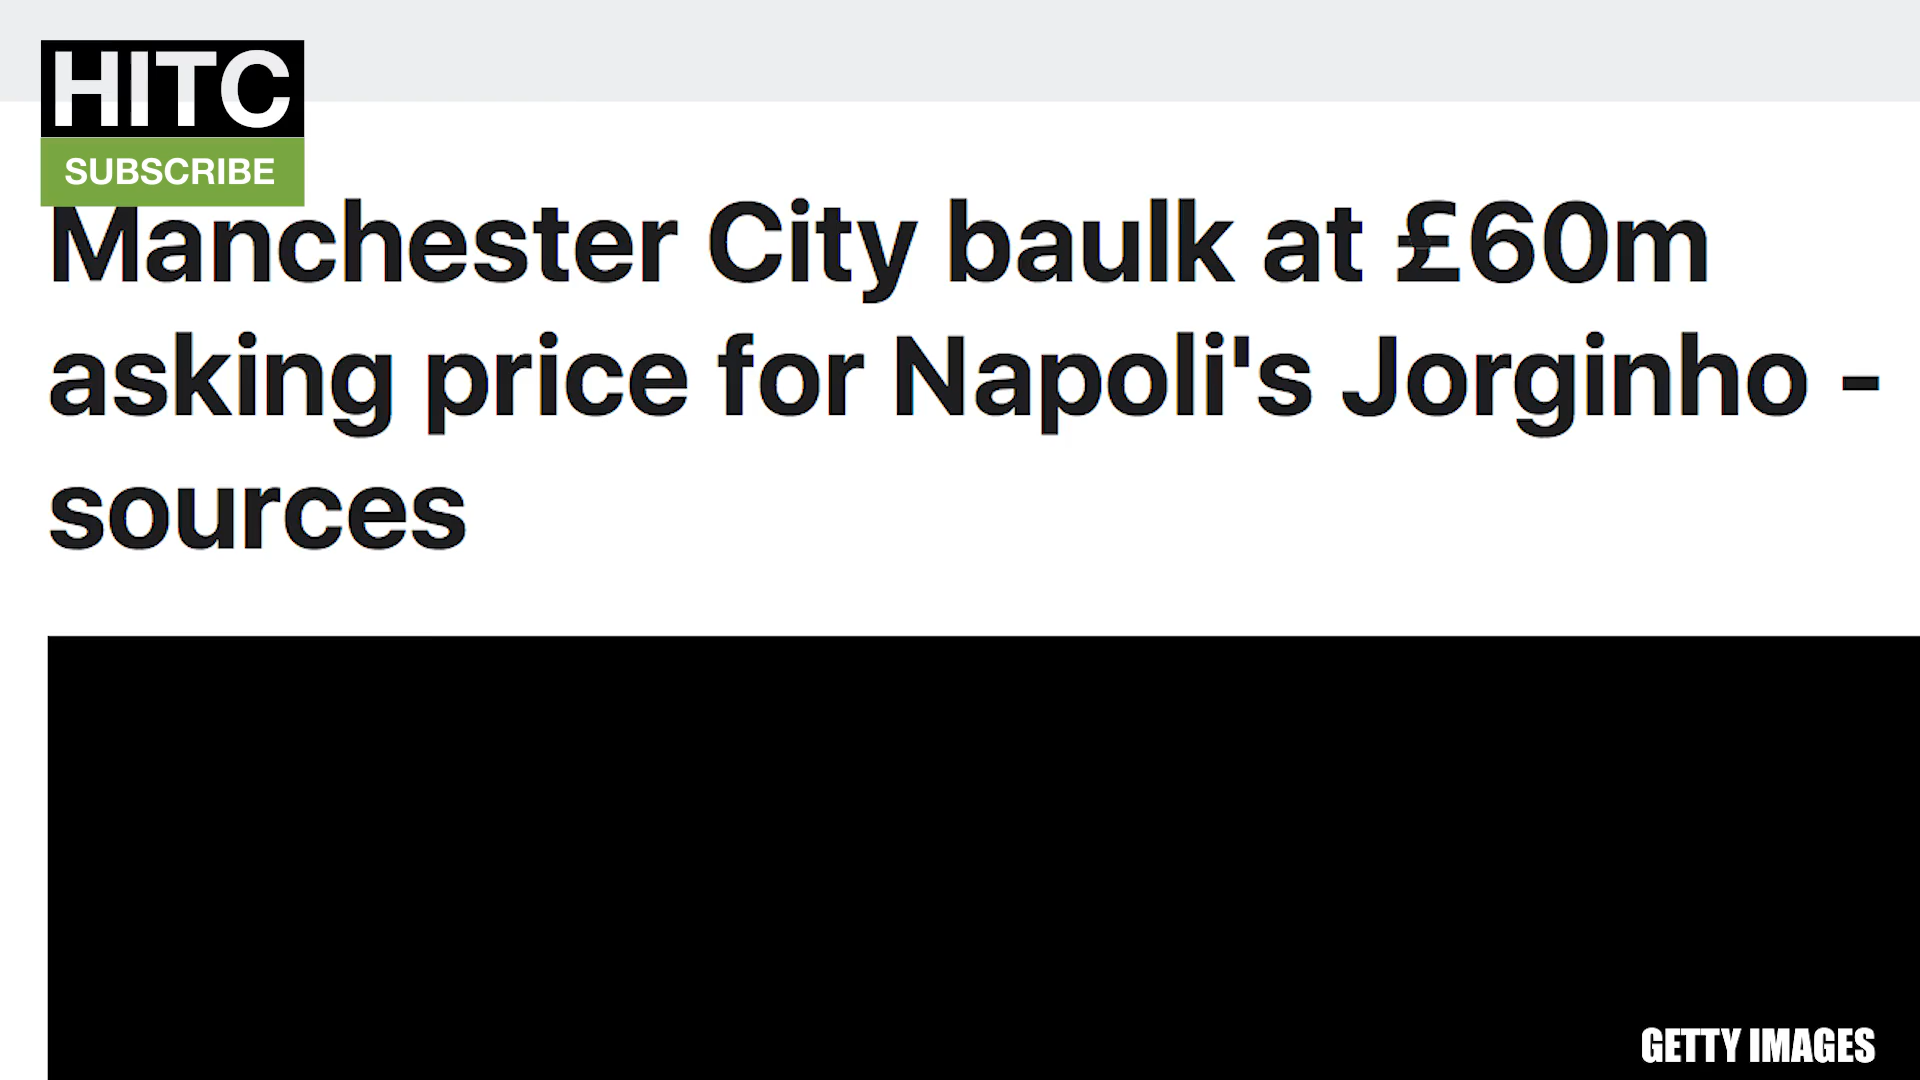 HITC
SUBSCRIBE
Manchester City baulk at £60m
asking price for Napoli's Jorginho -
sources
GETTY IMAGES